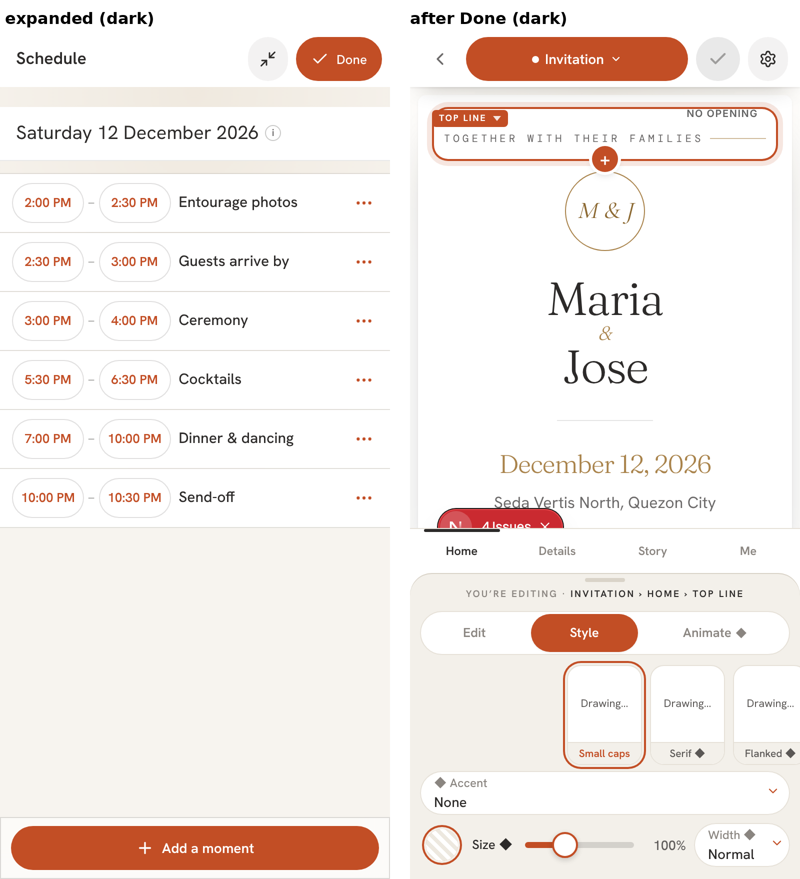 expanded (dark)
Schedule
Done
Saturday 12 December 2026
2:00 PM – 2:30 PM Entourage photos
2:30 PM – 3:00 PM Guests arrive by
3:00 PM – 4:00 PM Ceremony
5:30 PM – 6:30 PM Cocktails
7:00 PM – 10:00 PM Dinner & dancing
10:00 PM – 10:30 PM Send-off
+ Add a moment
after Done (dark)
Invitation
TOP LINE
NO OPENING
TOGETHER WITH THEIR FAMILIES
+
M & J
Maria
&
Jose
December 12, 2026
Seda Vertis North, Quezon City
N 4 Issues
Home Details Story Me
YOU'RE EDITING · INVITATION › HOME › TOP LINE
Edit Style Animate
Drawing... Drawing... Drawing...
Small caps Serif Flanked
Accent
None
Size 100%
Width
Normal